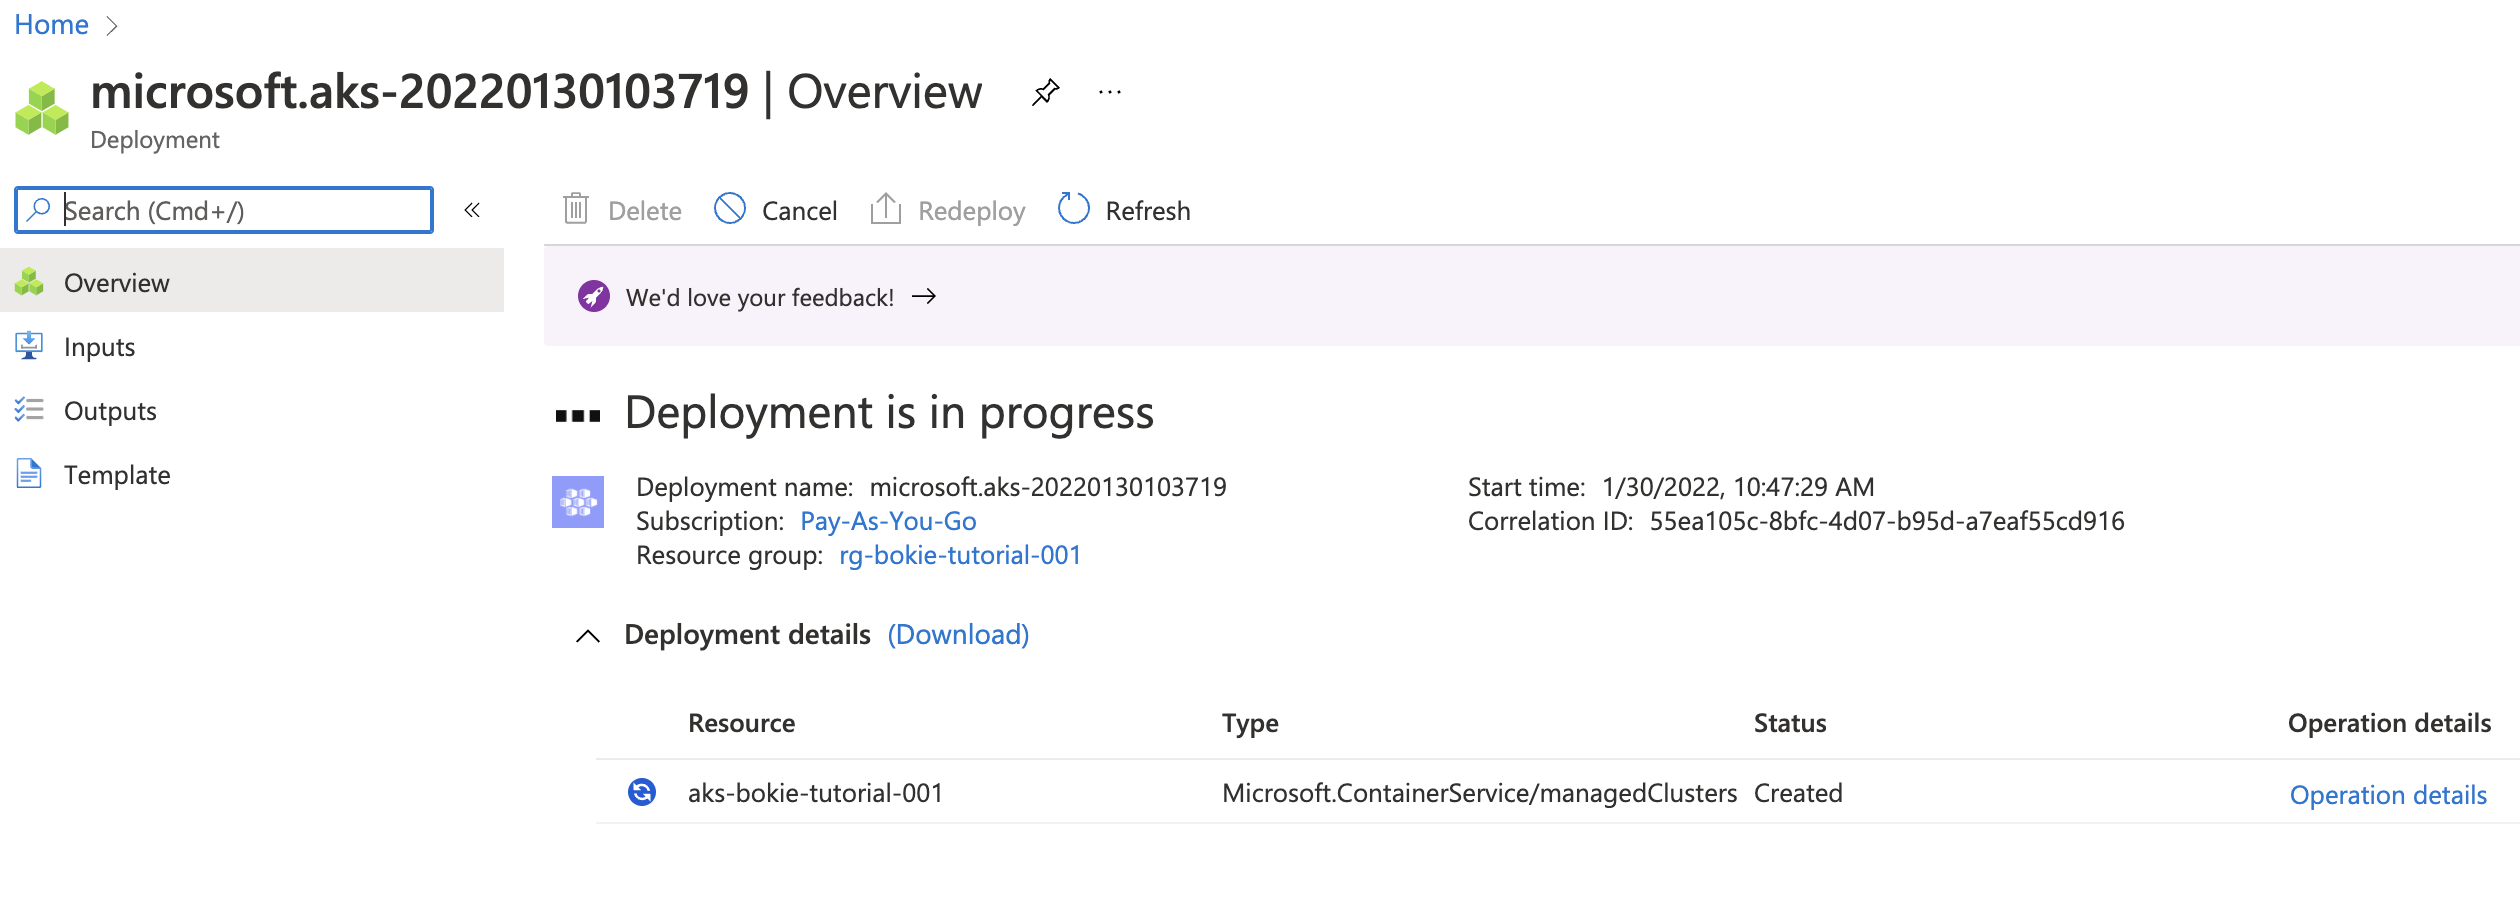 Home
microsoft.aks-20220130103719 | Overview
Deployment
Search (Cmd+/)
Delete Cancel Redeploy Refresh
Overview
Inputs
Outputs
Template
We'd love your feedback!
Deployment is in progress
Deployment name: microsoft.aks-20220130103719 Start time: 1/30/2022, 10:47:29 AM
Subscription: Pay-As-You-Go Correlation ID: 55ea105c-8bfc-4d07-b95d-a7eaf55cd916
Resource group: rg-bokie-tutorial-001
Deployment details (Download)
Resource Type Status Operation details
aks-bokie-tutorial-001 Microsoft.ContainerService/managedClusters Created Operation details